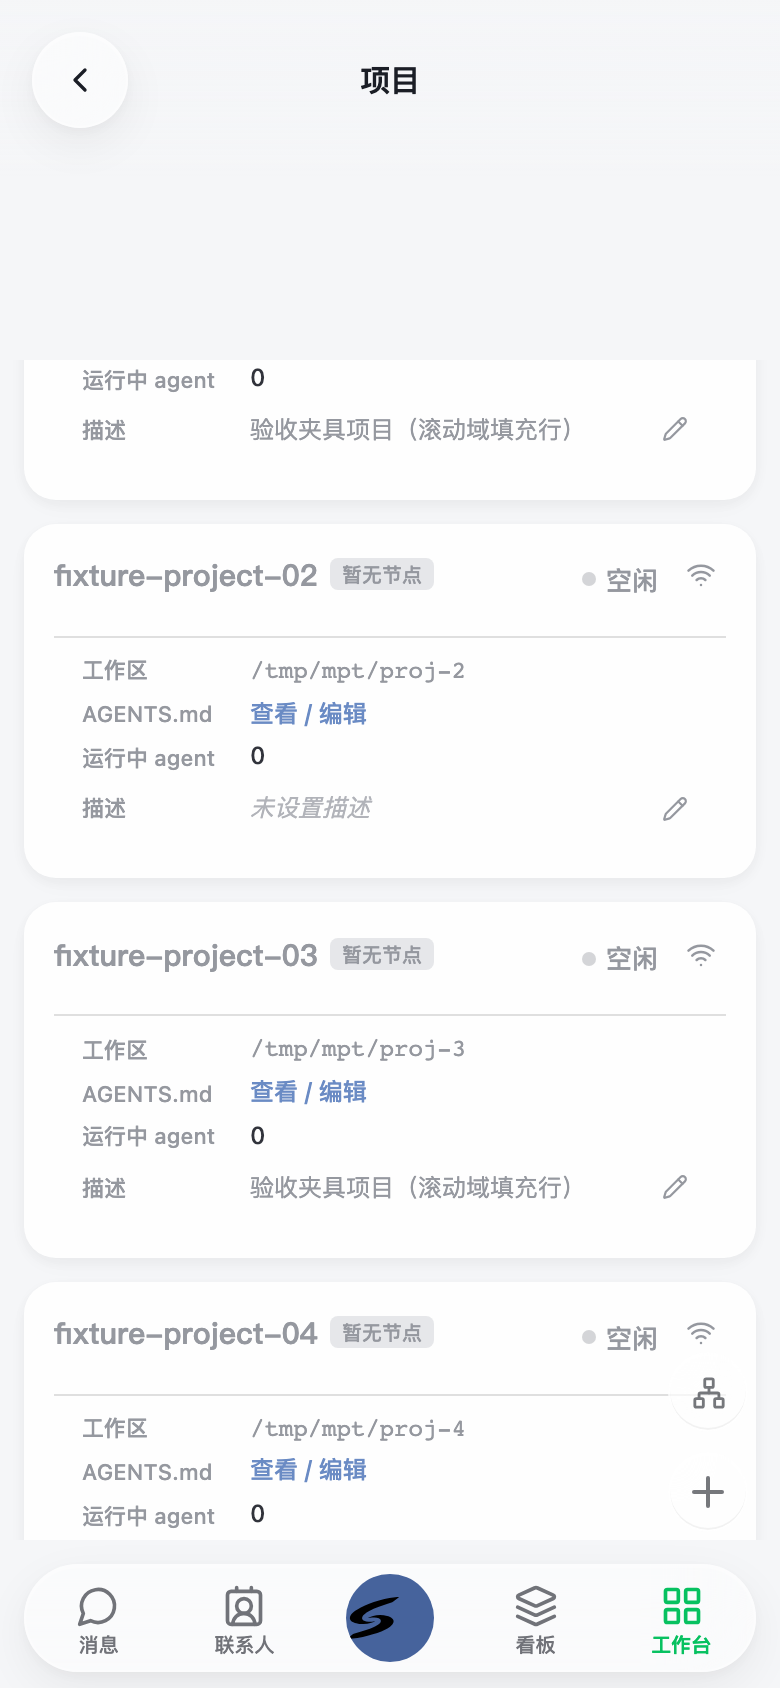 项目
运行中 agent 0
描述 验收夹具项目（滚动域填充行）
fixture-project-02 暂无节点 空闲
工作区 /tmp/mpt/proj-2
AGENTS.md 查看 / 编辑
运行中 agent 0
描述 未设置描述
fixture-project-03 暂无节点 空闲
工作区 /tmp/mpt/proj-3
AGENTS.md 查看 / 编辑
运行中 agent 0
描述 验收夹具项目（滚动域填充行）
fixture-project-04 暂无节点 空闲
工作区 /tmp/mpt/proj-4
AGENTS.md 查看 / 编辑
运行中 agent 0
消息 联系人 看板 工作台